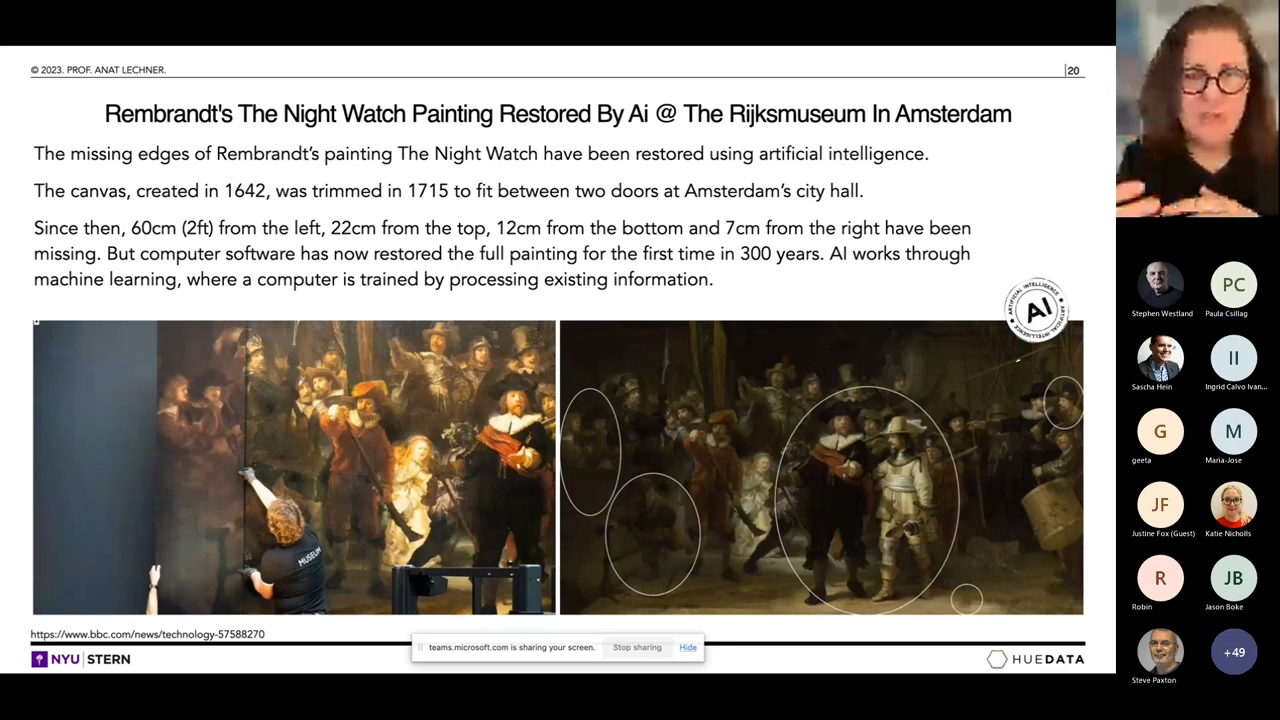 © 2023. PROF. ANAT LECHNER.
|20
Rembrandt's The Night Watch Painting Restored By Ai @ The Rijksmuseum In Amsterdam
The missing edges of Rembrandt's painting The Night Watch have been restored using artificial intelligence.
The canvas, created in 1642, was trimmed in 1715 to fit between two doors at Amsterdam's city hall.
Since then, 60cm (2ft) from the left, 22cm from the top, 12cm from the bottom and 7cm from the right have been
missing. But computer software has now restored the full painting for the first time in 300 years. AI works through
machine learning, where a computer is trained by processing existing information.
ARTIFICIAL INTELLIGENCE
AI
ARTIFICIAL INTELLIGENCE
MUSEUM
https://www.bbc.com/news/technology-57588270
teams.microsoft.com is sharing your screen. Stop sharing Hide
NYU STERN
HUEDATA
PC
Stephen Westland Paula Csillag
II
Sascha Hein Ingrid Calvo Ivan...
G M
geeta Maria-Jose
JF
Justine Fox (Guest) Katie Nicholls
R JB
Robin Jason Boke
+49
Steve Paxton